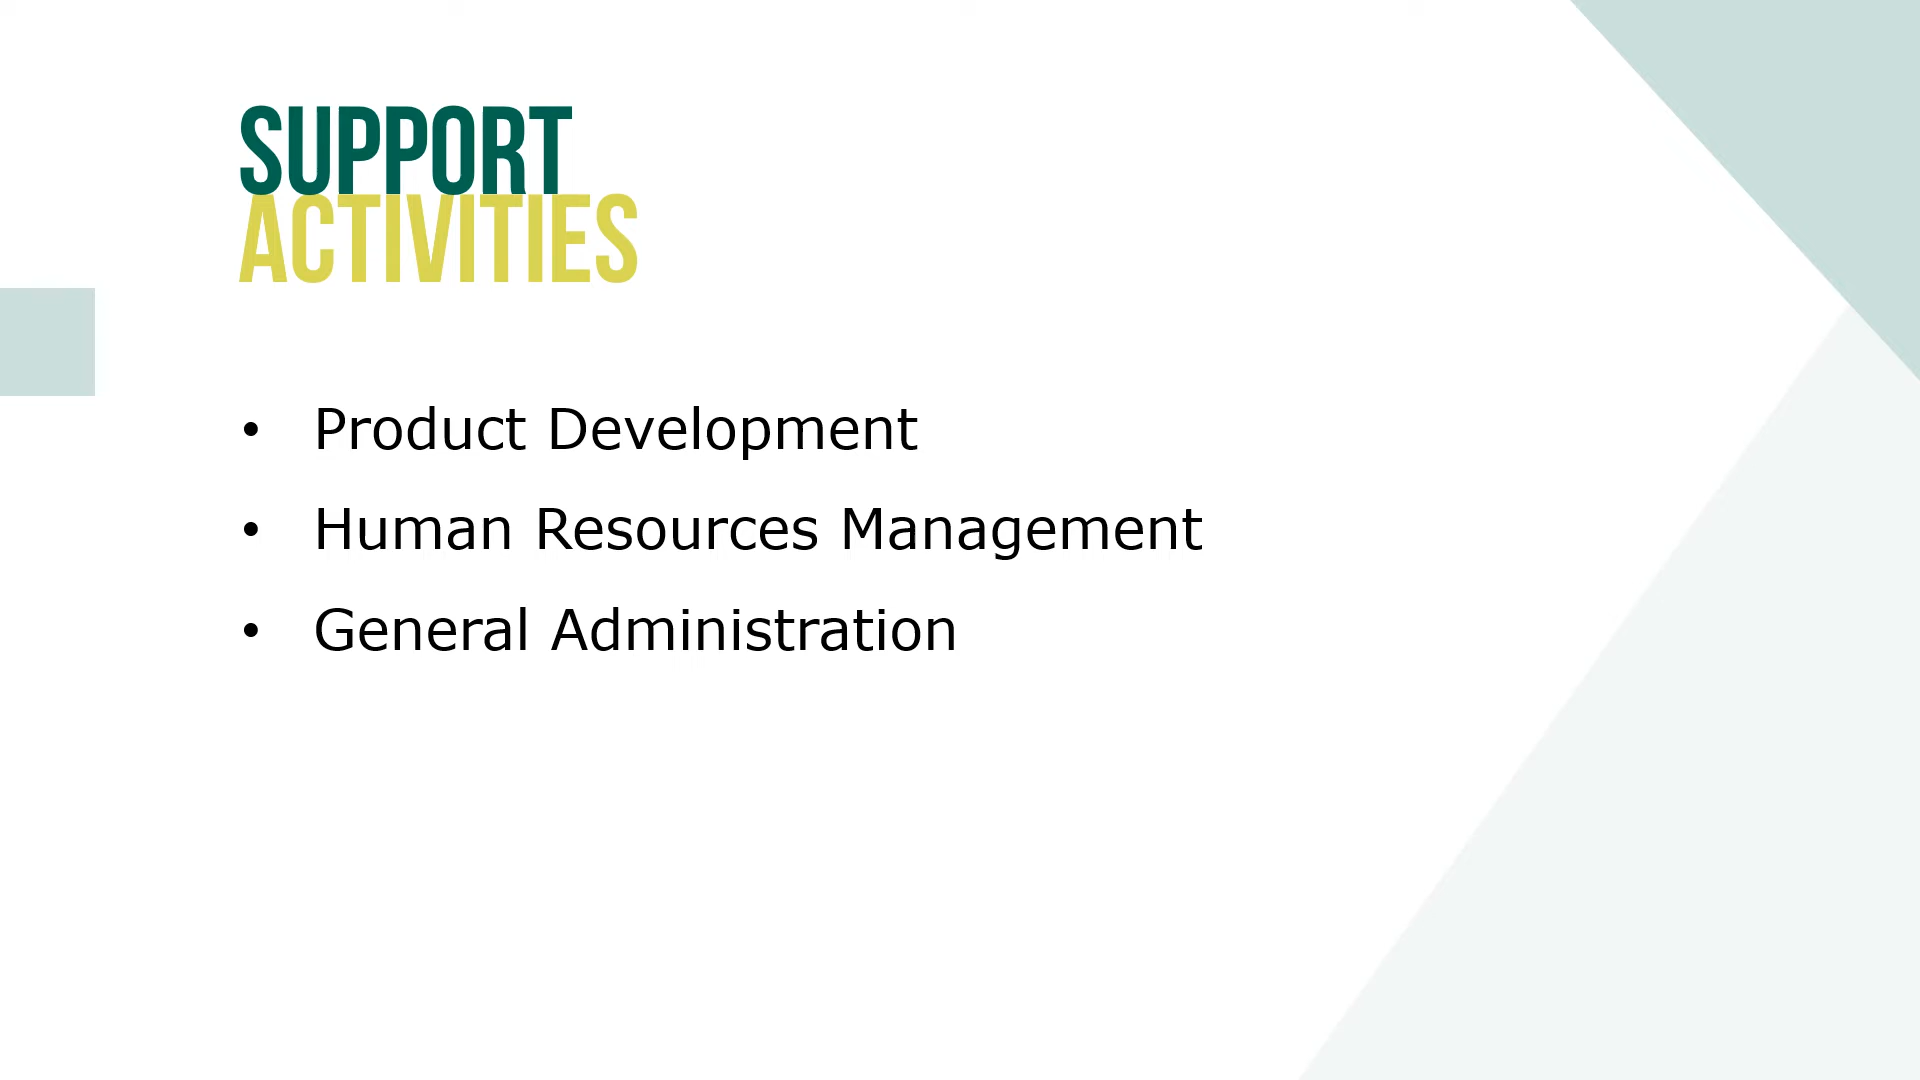 SUPPORT
ACTIVITIES
• Product Development
• Human Resources Management
• General Administration